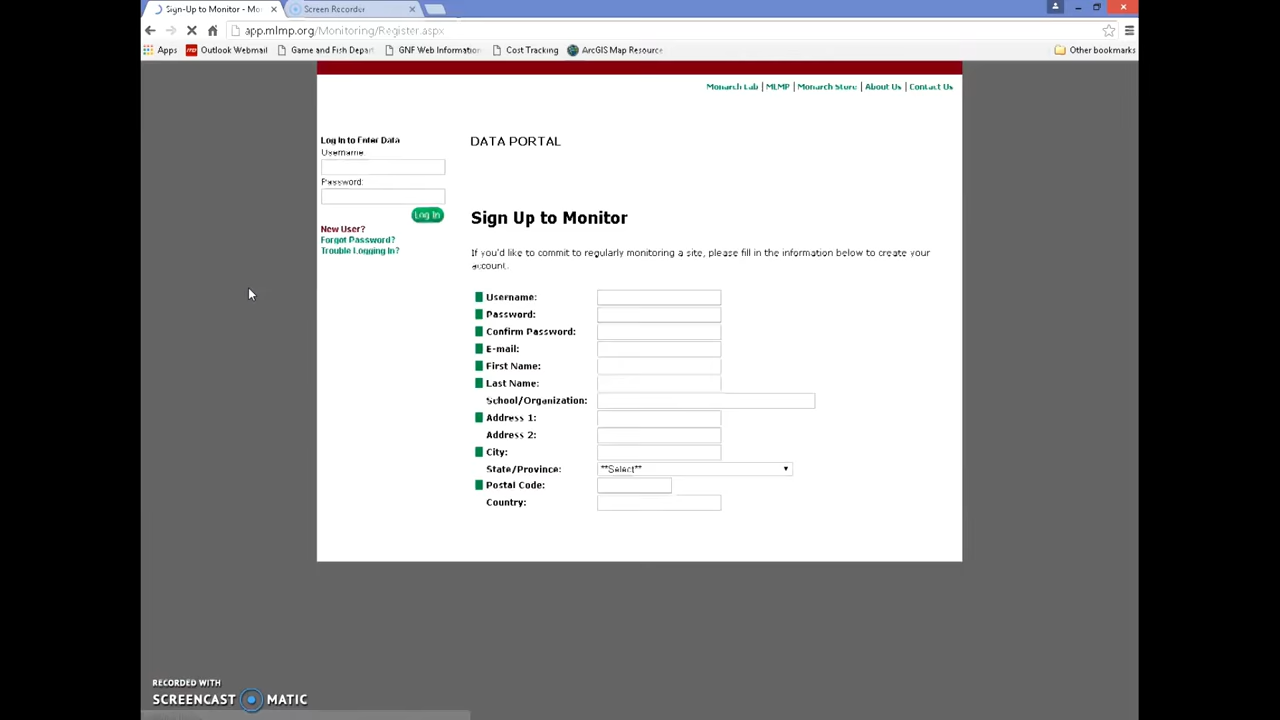 Sign-Up to Monitor - Mo
Screen Recorder
app.mlmp.org/Monitoring/Register.aspx
Apps
Outlook Webmail
Game and Fish Depart
GNF Web Information
Cost Tracking
ArcGIS Map Resource
Other bookmarks
Monarch Lab | MLMP | Monarch Store | About Us | Contact Us
Log In to Enter Data
Username:
Password:
Log In
New User?
Forgot Password?
Trouble Logging In?
DATA PORTAL
Sign Up to Monitor
If you'd like to commit to regularly monitoring a site, please fill in the information below to create your
account.
Username:
Password:
Confirm Password:
E-mail:
First Name:
Last Name:
School/Organization:
Address 1:
Address 2:
City:
State/Province: **Select**
Postal Code:
Country:
RECORDED WITH
SCREENCAST MATIC